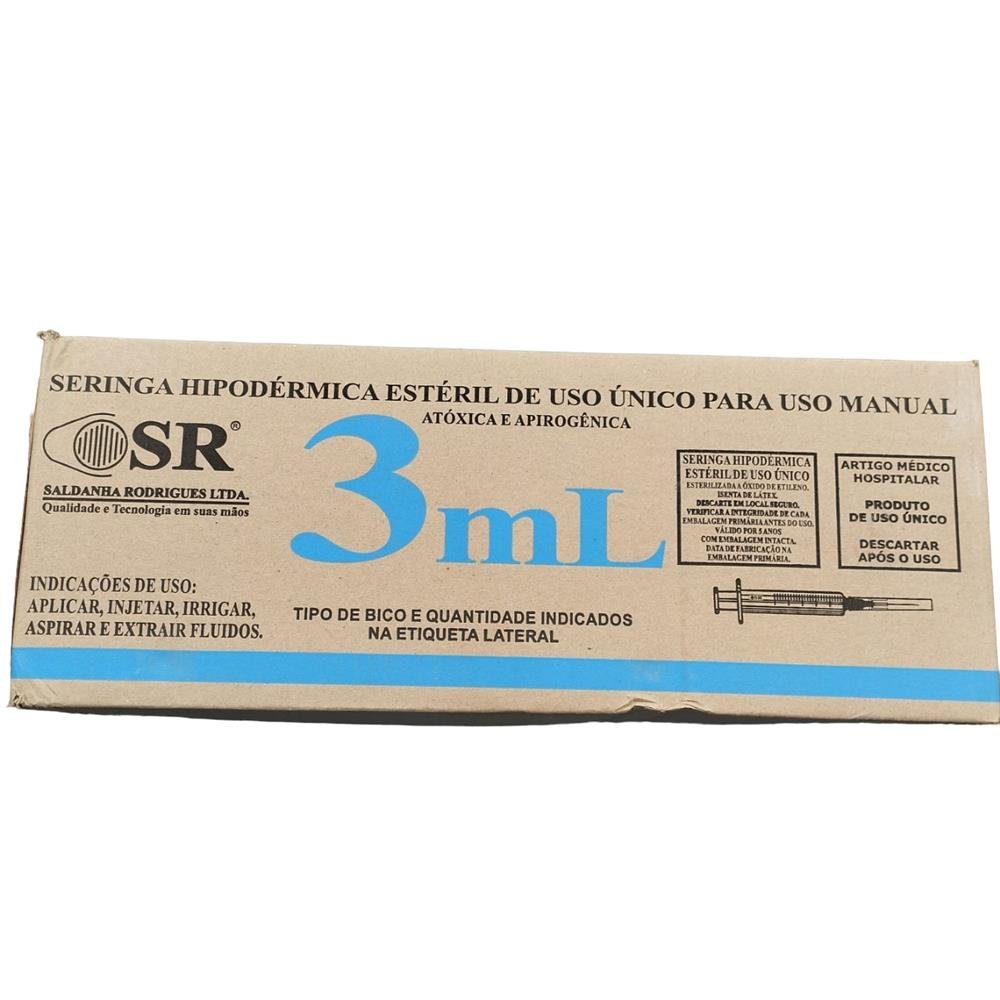 SERINGA HIPODÉRMICA ESTÉRIL DE USO ÚNICO PARA USO MANUAL
ATÓXICA E APIROGÊNICA
SR®
SALDANHA RODRIGUES LTDA.
Qualidade e Tecnologia em suas mãos
3mL
SERINGA HIPODÉRMICA
ESTÉRIL DE USO ÚNICO
ESTERILIZADA A ÓXIDO DE ETILENO.
ISENTA DE LÁTEX.
DESCARTE EM LOCAL SEGURO.
VERIFICAR A INTEGRIDADE DE CADA
EMBALAGEM PRIMÁRIA ANTES DO USO.
VÁLIDO POR 5 ANOS
COM EMBALAGEM INTACTA.
DATA DE FABRICAÇÃO NA
EMBALAGEM PRIMÁRIA.
ARTIGO MÉDICO
HOSPITALAR
PRODUTO
DE USO ÚNICO
DESCARTAR
APÓS O USO
INDICAÇÕES DE USO:
APLICAR, INJETAR, IRRIGAR,
ASPIRAR E EXTRAIR FLUIDOS.
TIPO DE BICO E QUANTIDADE INDICADOS
NA ETIQUETA LATERAL
SR